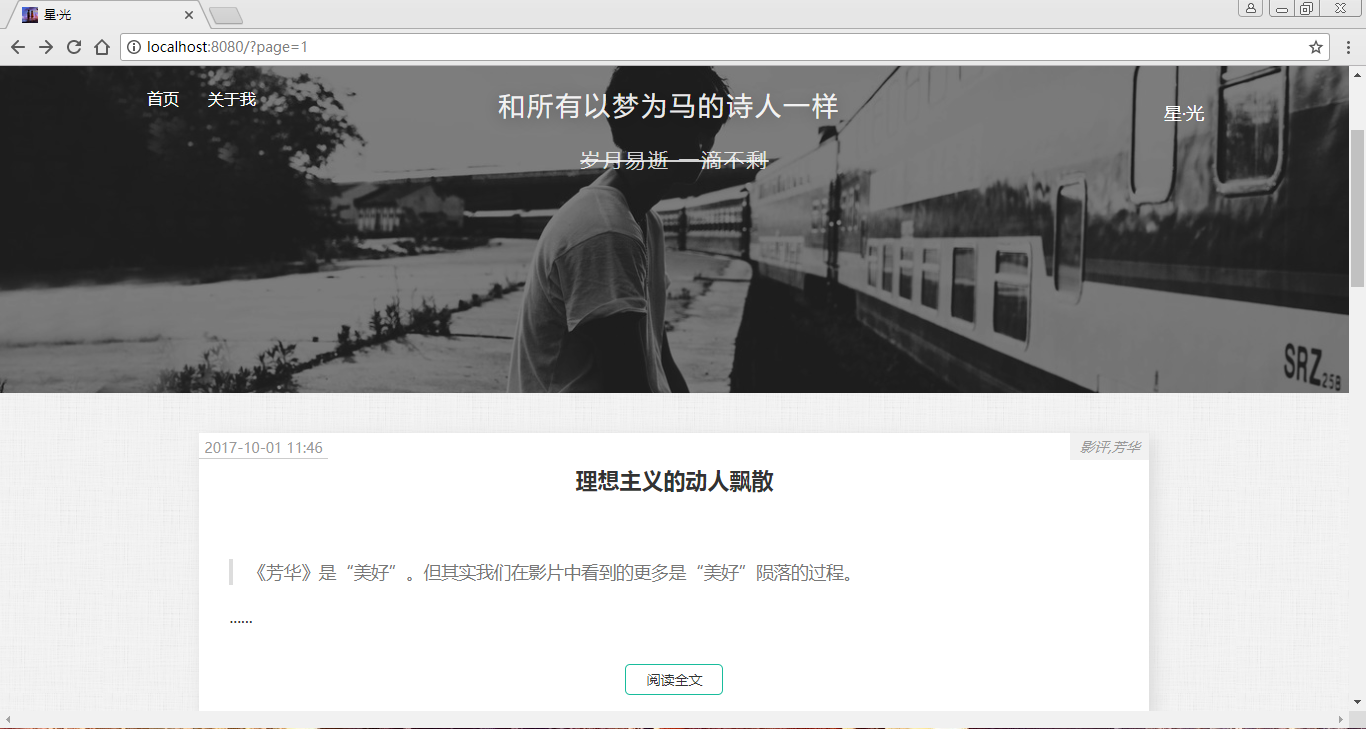 星·光
localhost:8080/?page=1
首页 关于我
和所有以梦为马的诗人一样
星·光
岁月易逝 一滴不剩
SRZ25B
2017-10-01 11:46
影评,芳华
理想主义的动人飘散
《芳华》是“美好”。但其实我们在影片中看到的更多是“美好”陨落的过程。
......
阅读全文